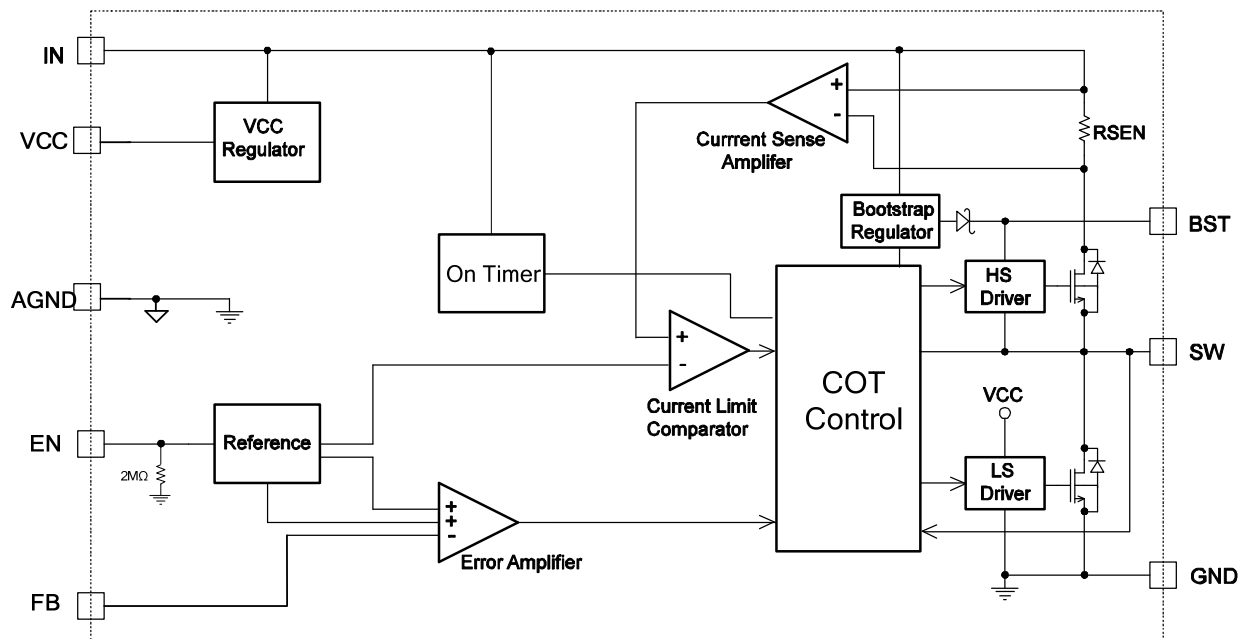 IN
VCC
Regulator
VCC
+
-
Currrent Sense
Amplifer
RSEN
Bootstrap
Regulator
BST
On Timer
HS
Driver
AGND
+
-
Current Limit
Comparator
COT
Control
SW
VCC
EN
2MΩ
Reference
LS
Driver
+
+
-
Error Amplifier
GND
FB